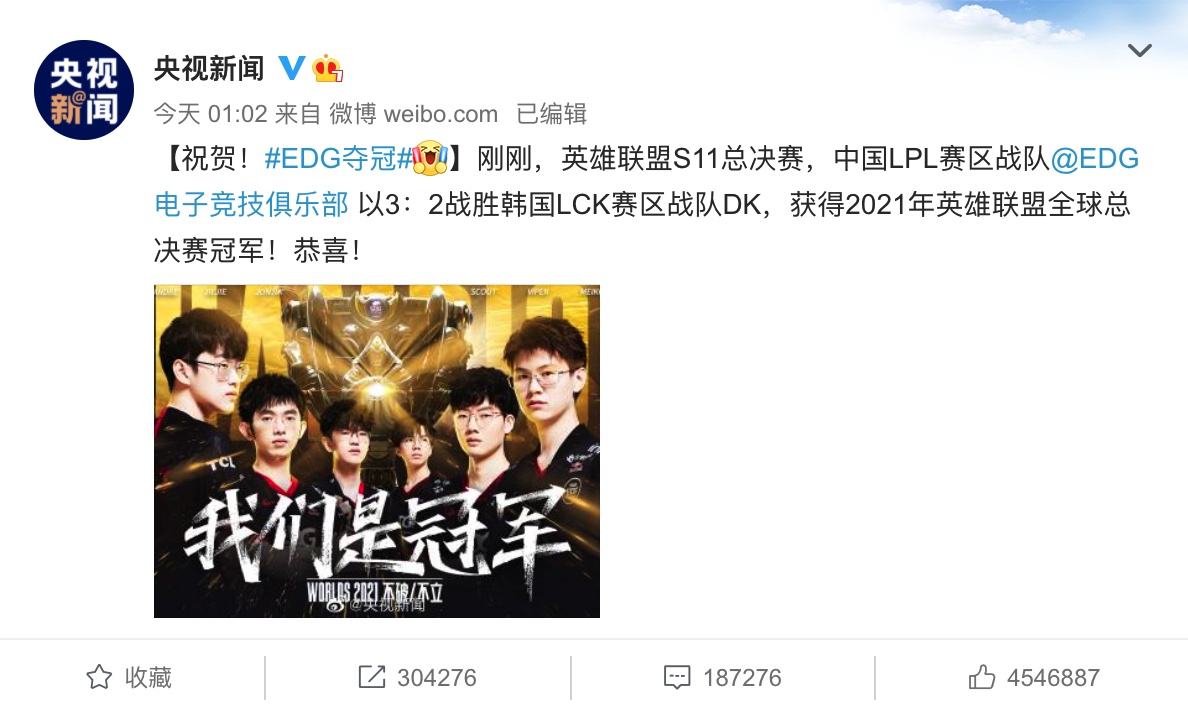 央视新闻
央视
新@闻
今天 01:02 来自 微博 weibo.com 已编辑
【祝贺！#EDG夺冠#】刚刚，英雄联盟S11总决赛，中国LPL赛区战队@EDG
电子竞技俱乐部 以3：2战胜韩国LCK赛区战队DK，获得2021年英雄联盟全球总
决赛冠军！恭喜！
JIEJIE JUNJIA SCOUT VIPER MEIKO
TCL
我们是冠军
WORLDS 2021 不破/不立
@央视新闻
收藏 304276 187276 4546887